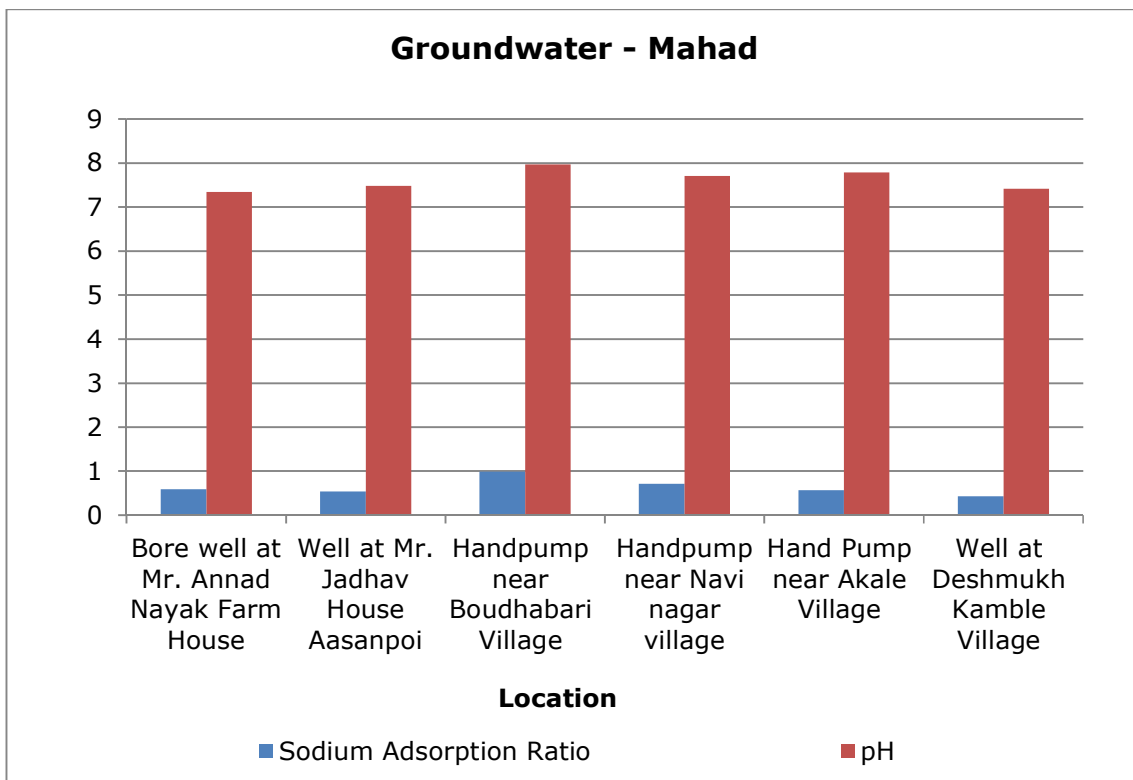 Groundwater - Mahad
9
8
7
6
5
4
3
2
1
0
Bore well at
Mr. Annad
Nayak Farm
House
Well at Mr.
Jadhav
House
Aasanpoi
Handpump
near
Boudhabari
Village
Handpump
near Navi
nagar
village
Hand Pump
near Akale
Village
Well at
Deshmukh
Kamble
Village
Location
Sodium Adsorption Ratio
pH